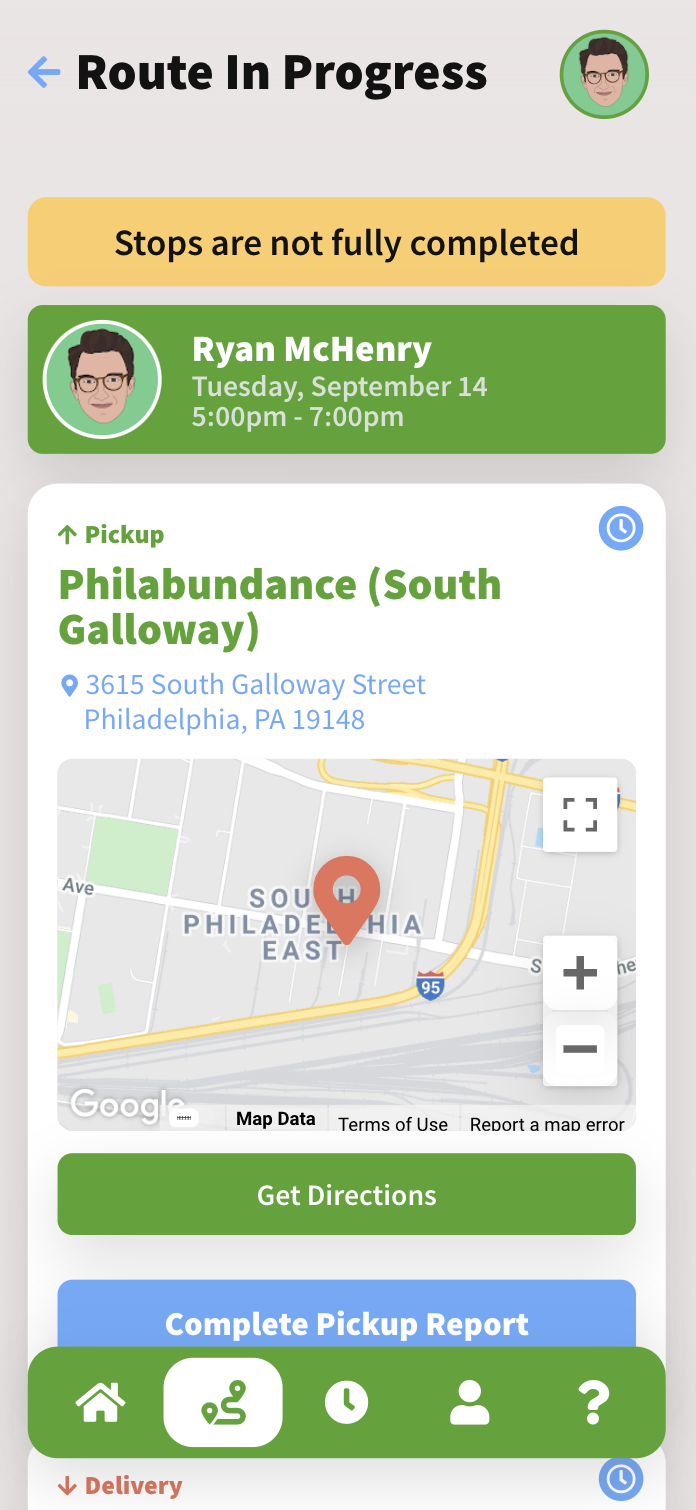 Route In Progress
Stops are not fully completed
Ryan McHenry
Tuesday, September 14
5:00pm - 7:00pm
Pickup
Philabundance (South
Galloway)
3615 South Galloway Street
Philadelphia, PA 19148
Ave
SOUTH
PHILADELPHIA
EAST
95
S
he
Google
Map Data
Terms of Use
Report a map error
Get Directions
Complete Pickup Report
Delivery